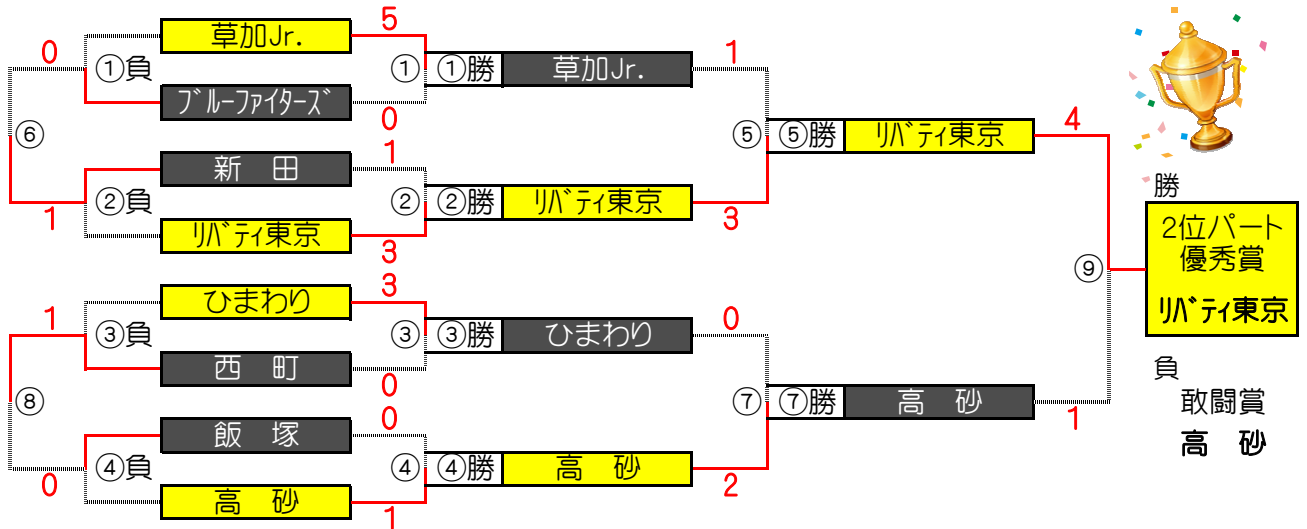 0
①負
草加Jr.
5
ブルーファイターズ
0
①
①勝
草加Jr.
1
⑥
1
②負
新　田
1
リバティ東京
3
②
②勝
リバティ東京
3
⑤
⑤勝
リバティ東京
4
1
③負
ひまわり
3
西　町
0
③
③勝
ひまわり
0
⑧
0
④負
飯　塚
0
高　砂
1
④
④勝
高　砂
2
⑦
⑦勝
高　砂
1
⑨
勝
2位パート
優秀賞
リバティ東京
負
敢闘賞
高　砂